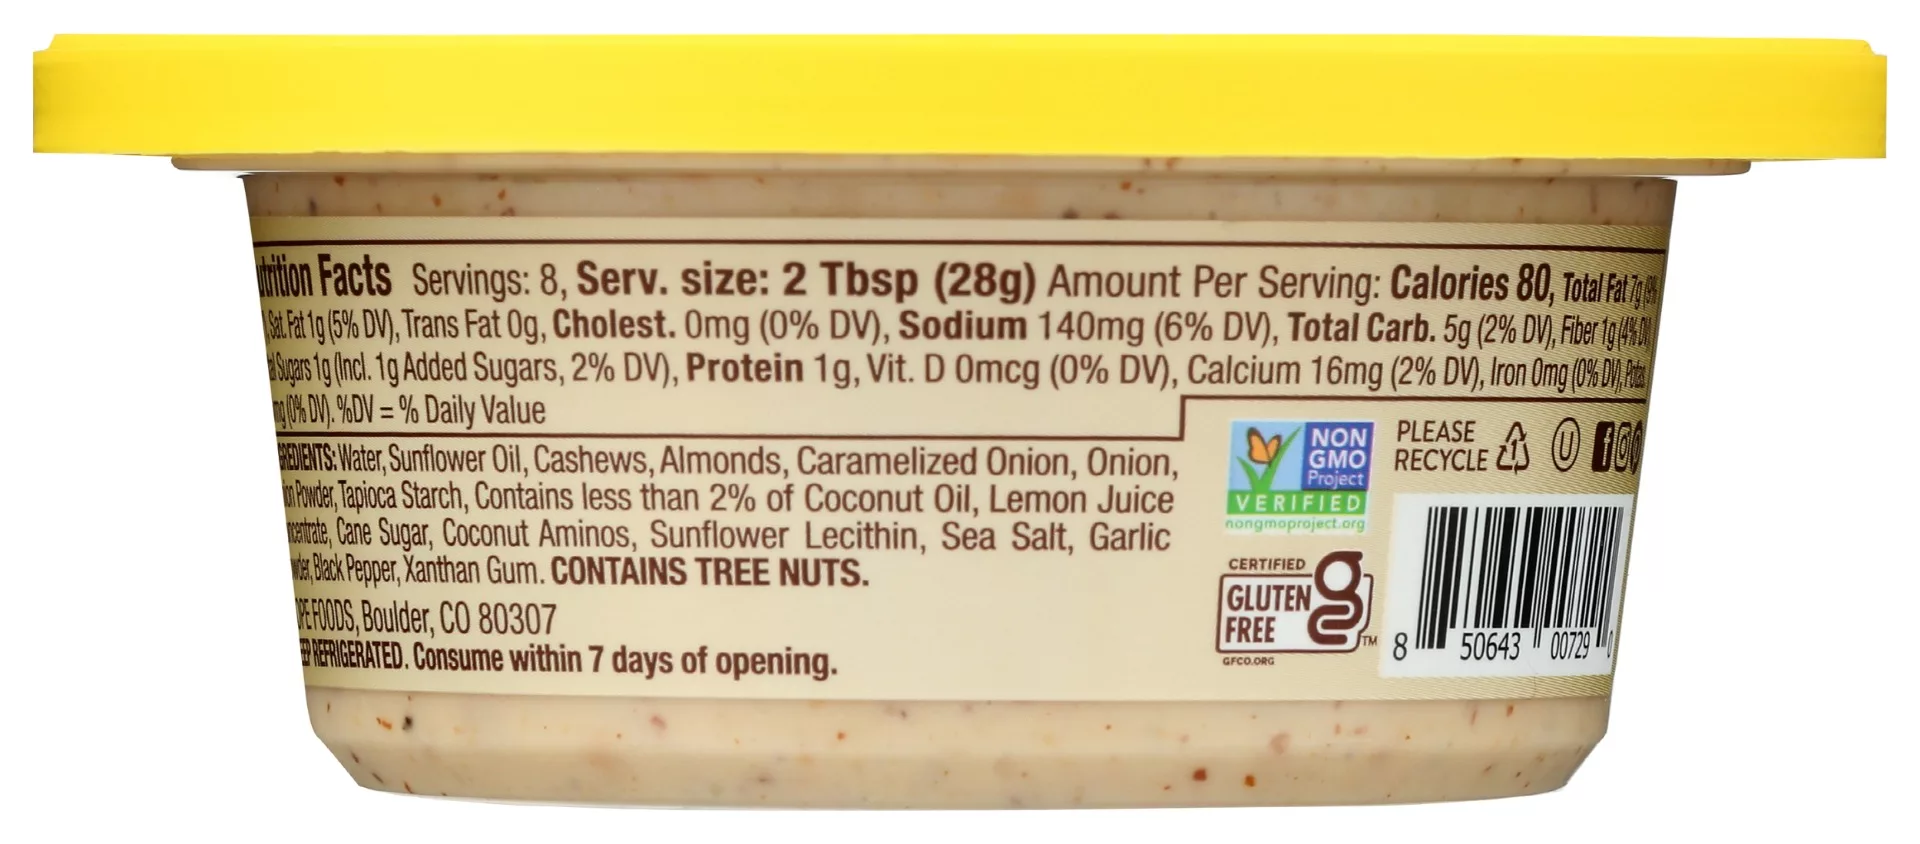 Facts Servings: 8, Serv. size: 2 Tbsp (28g) Amount Per Serving: Calories 80, Total Fat 7g
Sat. Fat 1g (5% DV), Trans Fat 0g, Cholest. 0mg (0% DV), Sodium 140mg (6% DV), Total Carb. 5g (2% DV), Fiber 1g (4% DV
Sugars 1g (Incl. 1g Added Sugars, 2% DV), Protein 1g, Vit. D 0mcg (0% DV), Calcium 16mg (2% DV), Iron 0mg (0% DV),
(0% DV). %DV = % Daily Value
Water, Sunflower Oil, Cashews, Almonds, Caramelized Onion, Onion,
Powder, Tapioca Starch, Contains less than 2% of Coconut Oil, Lemon Juice
Cane Sugar, Coconut Aminos, Sunflower Lecithin, Sea Salt, Garlic
Black Pepper, Xanthan Gum. CONTAINS TREE NUTS.
FOODS, Boulder, CO 80307
REFRIGERATED. Consume within 7 days of opening.
NON
GMO
Project
VERIFIED
nongmoproject.org
PLEASE
RECYCLE
1
U
f
CERTIFIED
GLUTEN
FREE
g
TM
GFCO.ORG
8 50643 00729 0